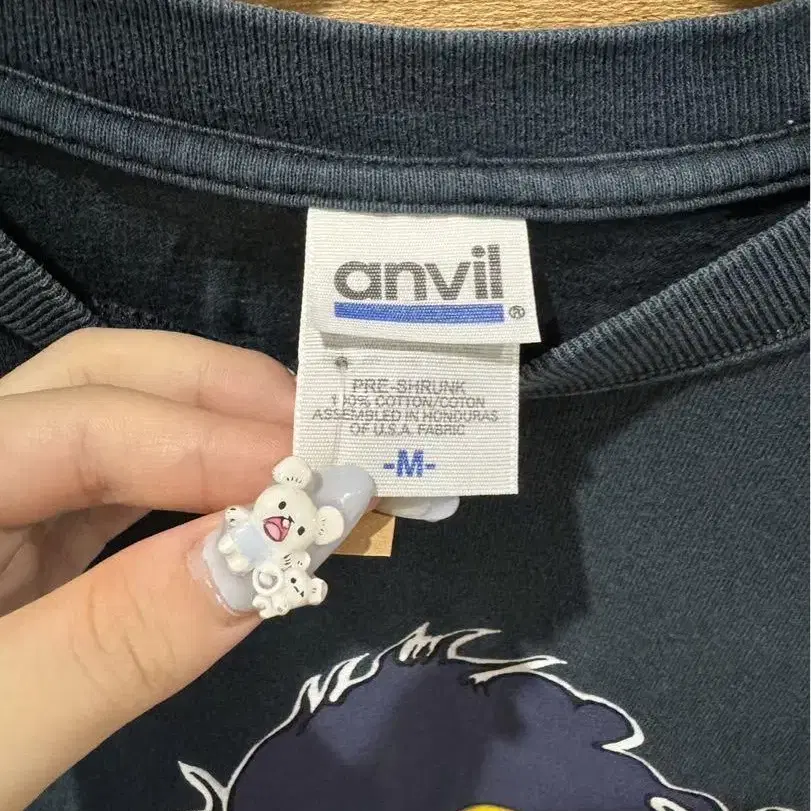 anvil
®
PRE-SHRUNK
100% COTTON/COTON
ASSEMBLED IN HONDURAS
OF U.S.A. FABRIC
-M-